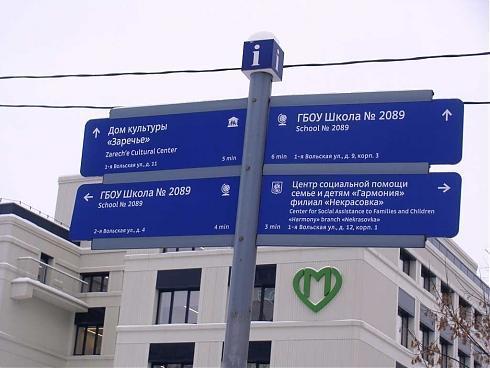 i
Дом культуры
«Заречье»
Zarech'e Cultural Center
1-я Вольская ул., д. 11
5 min
ГБОУ Школа № 2089
School № 2089
6 min
1-я Вольская ул., д. 9, корп. 3
ГБОУ Школа № 2089
School № 2089
2-я Вольская ул., д. 4
4 min
Центр социальной помощи
семье и детям «Гармония»
филиал «Некрасовка»
Center for Social Assistance to Families and Children
«Harmony» branch «Nekrasovka»
3 min
1-я Вольская ул., д. 12, корп. 1
М